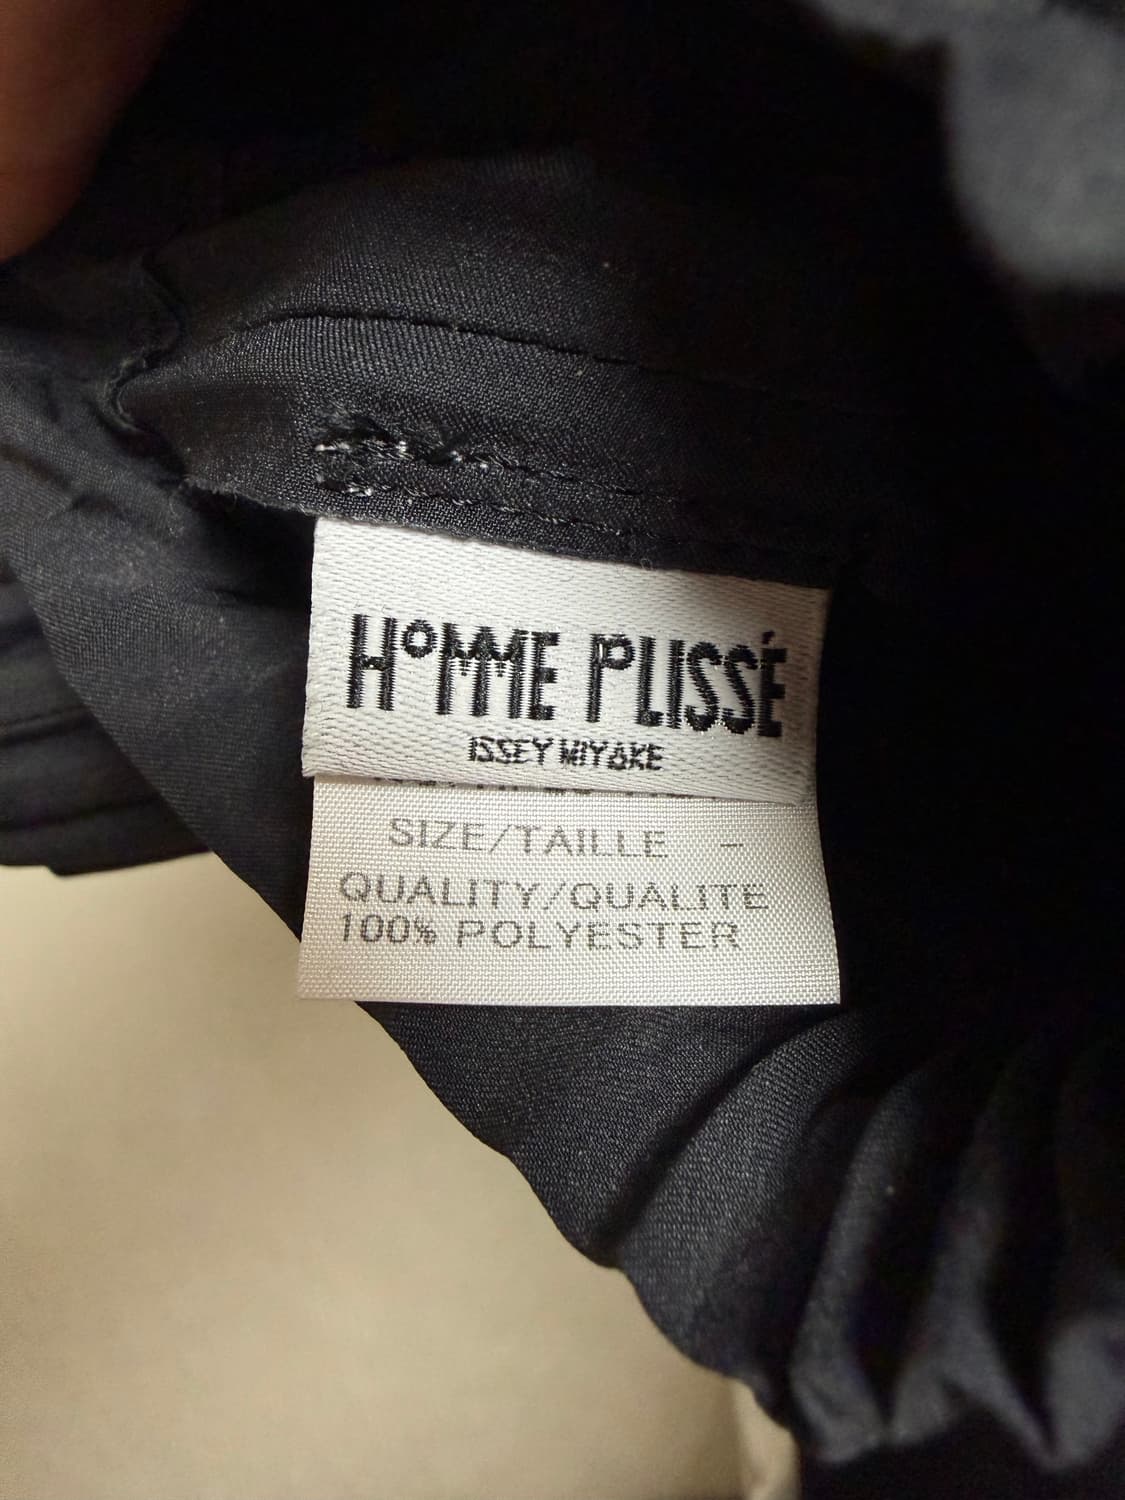 HOMME PLISSÉ
ISSEY MIYAKE
SIZE/TAILLE -
QUALITY/QUALITE
100% POLYESTER